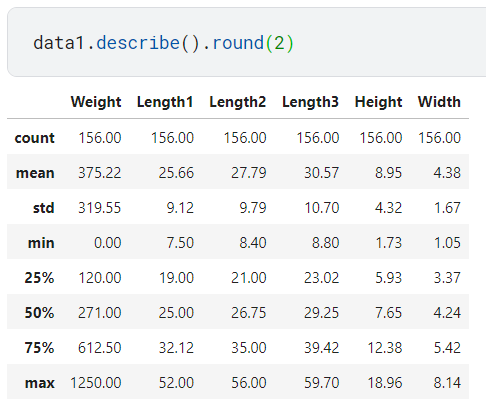 data1.describe().round(2)
Weight Length1 Length2 Length3 Height Width
count 156.00 156.00 156.00 156.00 156.00 156.00
mean 375.22 25.66 27.79 30.57 8.95 4.38
std 319.55 9.12 9.79 10.70 4.32 1.67
min 0.00 7.50 8.40 8.80 1.73 1.05
25% 120.00 19.00 21.00 23.02 5.93 3.37
50% 271.00 25.00 26.75 29.25 7.65 4.24
75% 612.50 32.12 35.00 39.42 12.38 5.42
max 1250.00 52.00 56.00 59.70 18.96 8.14